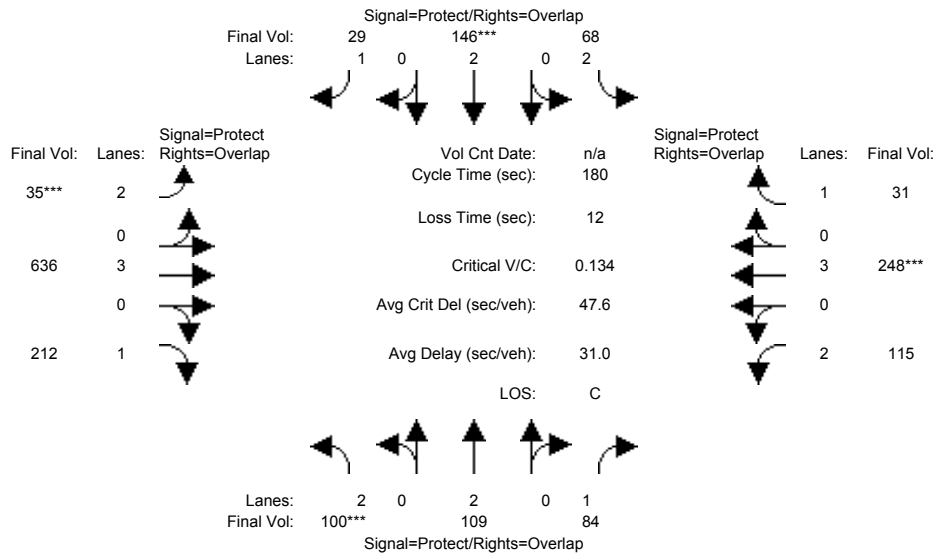 Signal=Protect/Rights=Overlap
Final Vol: 29 146*** 68
Lanes: 1 0 2 0 2
Signal=Protect
Final Vol: Lanes: Rights=Overlap
Vol Cnt Date: n/a
Signal=Protect
Rights=Overlap Lanes: Final Vol:
Cycle Time (sec): 180
35*** 2
1 31
Loss Time (sec): 12
0
0
636 3
Critical V/C: 0.134
3 248***
0
Avg Crit Del (sec/veh): 47.6
0
212 1
Avg Delay (sec/veh): 31.0
2 115
LOS: C
Lanes: 2 0 2 0 1
Final Vol: 100*** 109 84
Signal=Protect/Rights=Overlap